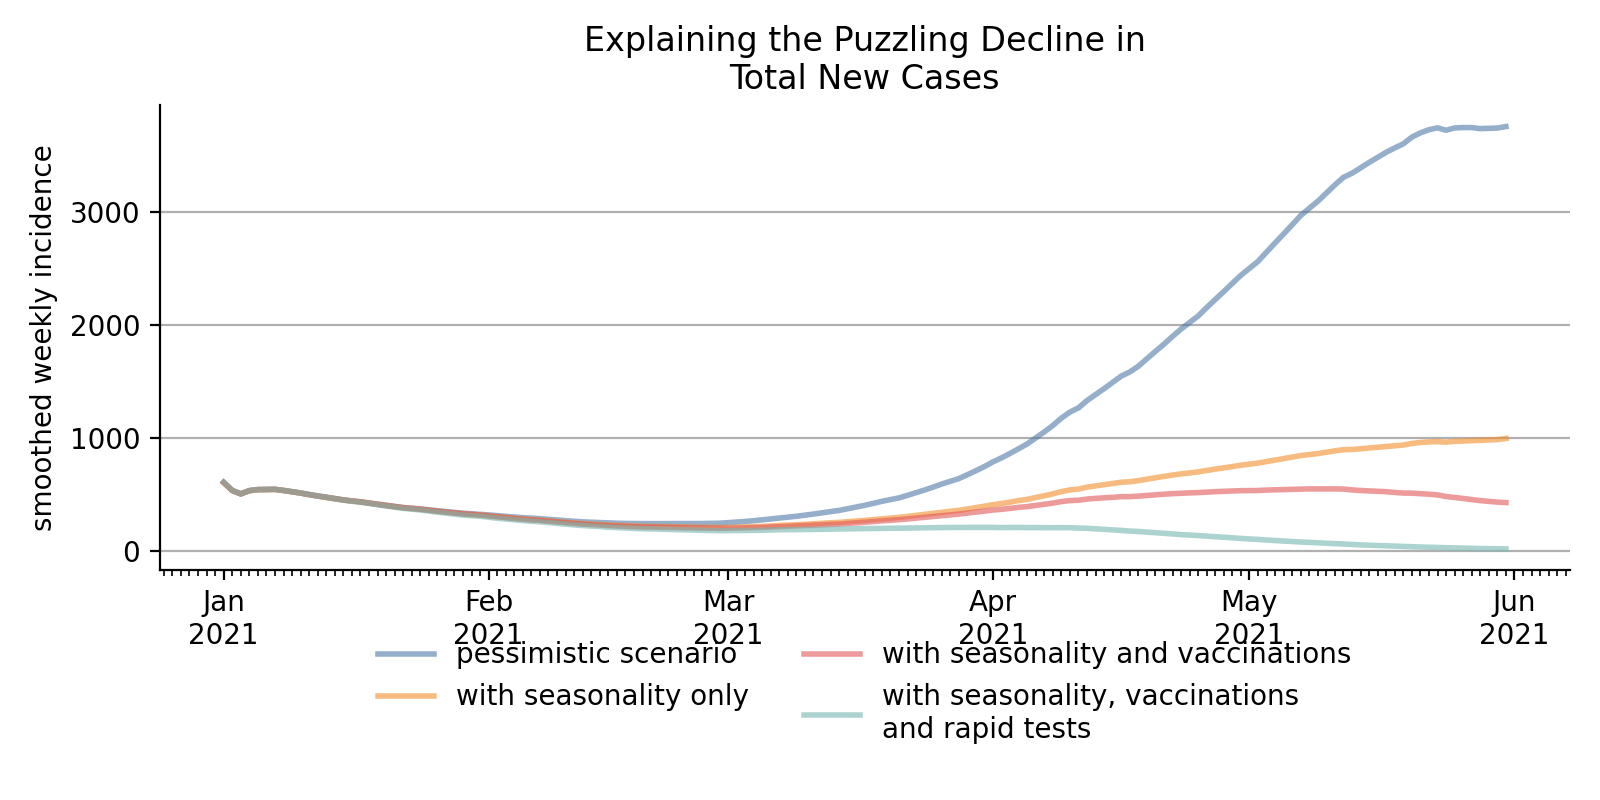 Explaining the Puzzling Decline in
Total New Cases
smoothed weekly incidence
3000
2000
1000
0
Jan
2021
Feb
2021
Mar
2021
Apr
2021
May
2021
Jun
2021
pessimistic scenario
with seasonality only
with seasonality and vaccinations
with seasonality, vaccinations
and rapid tests